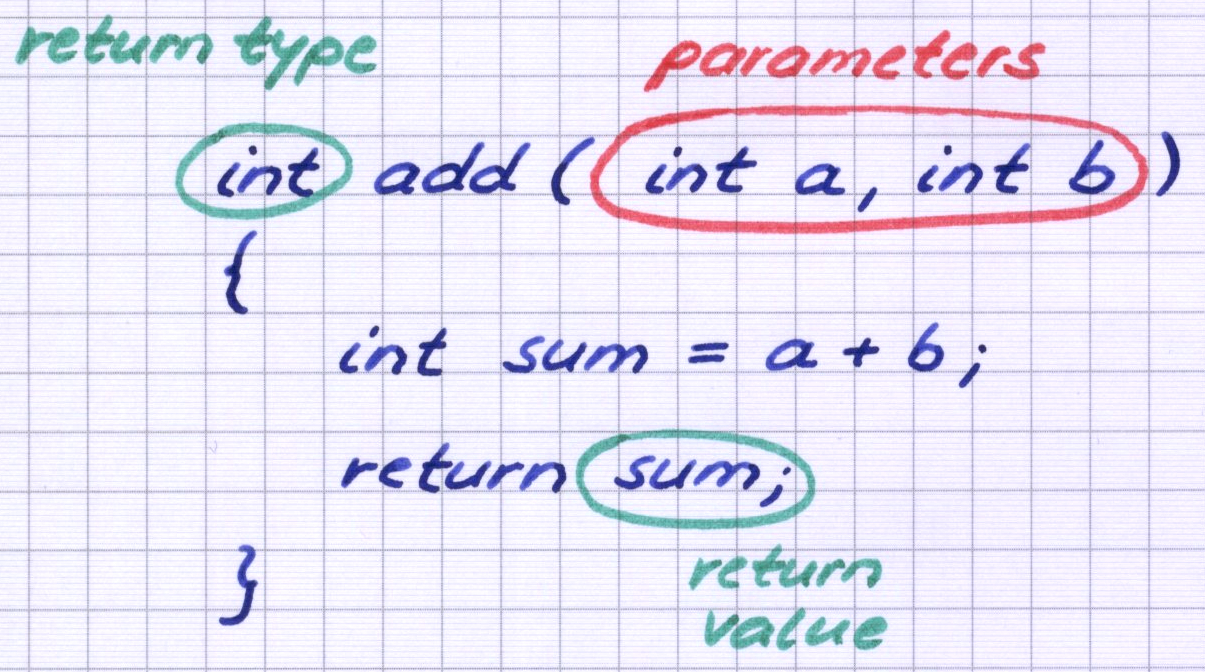 return type
parameters
int add ( int a, int b )
{
int sum = a + b;
return sum;
}
return
value